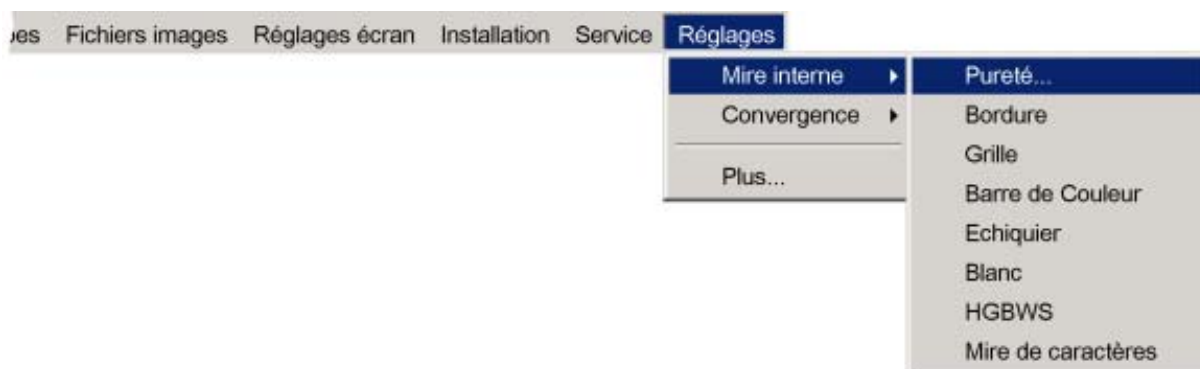 Fichiers images Réglages écran Installation Service Réglages
Mire interne
Convergence
Plus...
Pureté...
Bordure
Grille
Barre de Couleur
Echiquier
Blanc
HGBWS
Mire de caractères